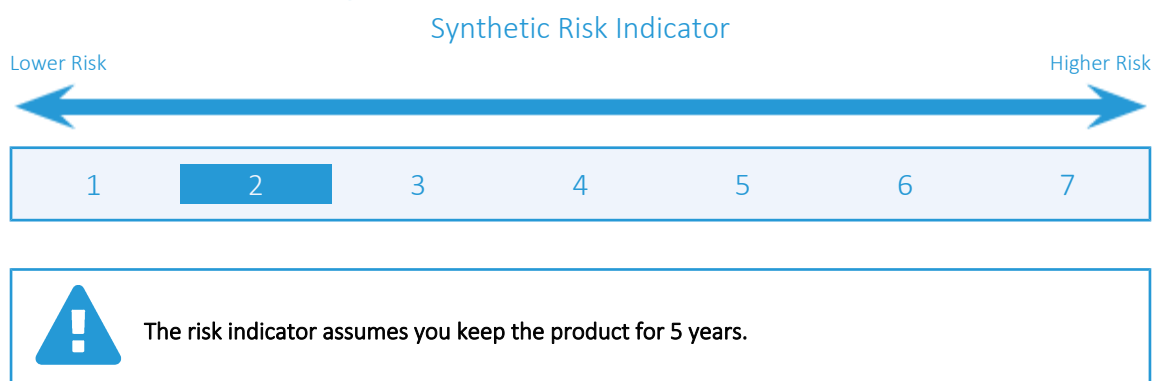 Synthetic Risk Indicator
Lower Risk Higher Risk
1 2 3 4 5 6 7
The risk indicator assumes you keep the product for 5 years.